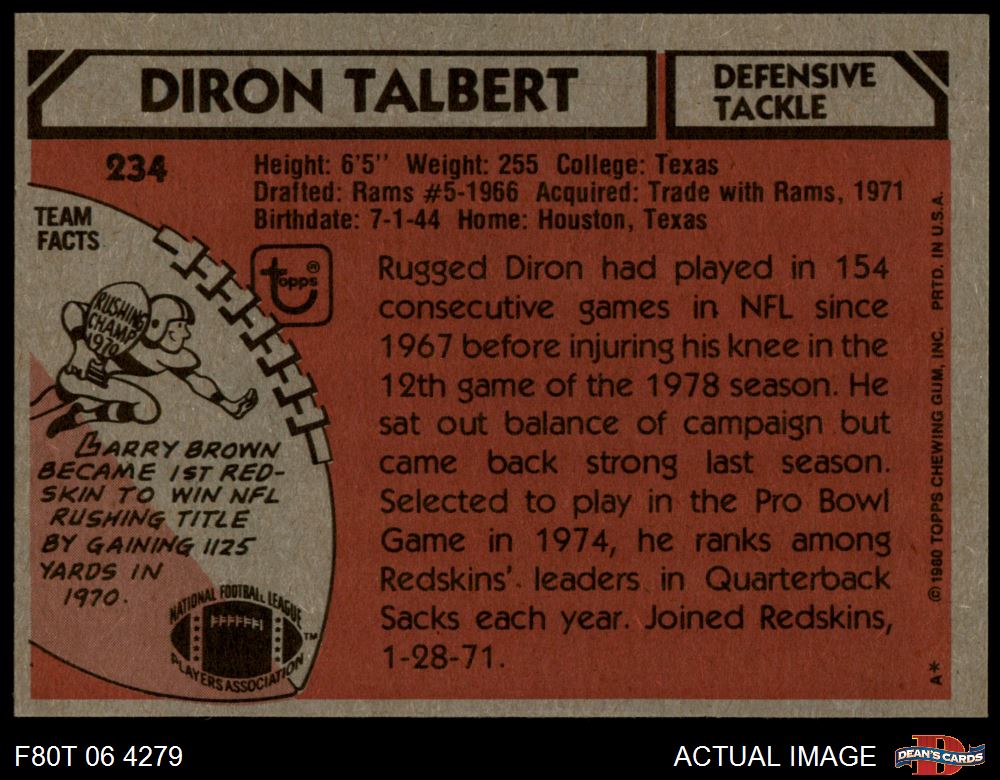 DIRON TALBERT
DEFENSIVE
TACKLE
234
Height: 6'5'' Weight: 255 College: Texas
Drafted: Rams #5-1966 Acquired: Trade with Rams, 1971
Birthdate: 7-1-44 Home: Houston, Texas
TEAM
FACTS
RUSHING
CHAMP
1970
LARRY BROWN
BECAME 1ST RED-
SKIN TO WIN NFL
RUSHING TITLE
BY GAINING 1125
YARDS IN
1970.
NATIONAL FOOTBALL LEAGUE
PLAYERS ASSOCIATION
TM
topps®
Rugged Diron had played in 154
consecutive games in NFL since
1967 before injuring his knee in the
12th game of the 1978 season. He
sat out balance of campaign but
came back strong last season.
Selected to play in the Pro Bowl
Game in 1974, he ranks among
Redskins' leaders in Quarterback
Sacks each year. Joined Redskins,
1-28-71.
A* ©1980 TOPPS CHEWING GUM, INC. PRTD. IN U.S.A.
F80T 06 4279
ACTUAL IMAGE
D
DEAN'S CARDS